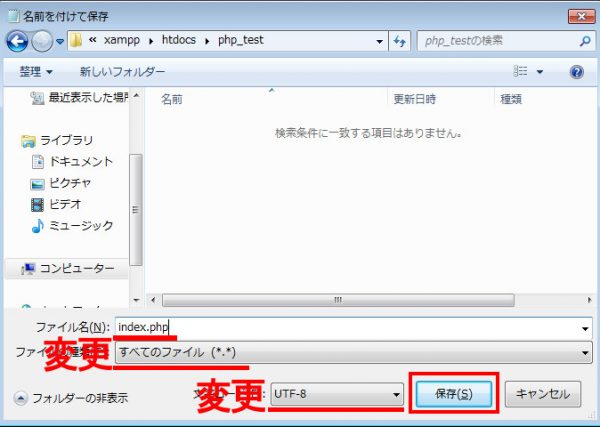 名前を付けて保存
« xampp ▸ htdocs ▸ php_test
php_testの検索
整理 ▼ 新しいフォルダー
最近表示した場所
ライブラリ
ドキュメント
ピクチャ
ビデオ
ミュージック
コンピューター
名前 更新日時 種類
検索条件に一致する項目はありません。
ファイル名(N): index.php
変更 すべてのファイル (*.*)
フォルダーの非表示
変更 UTF-8
保存(S) キャンセル